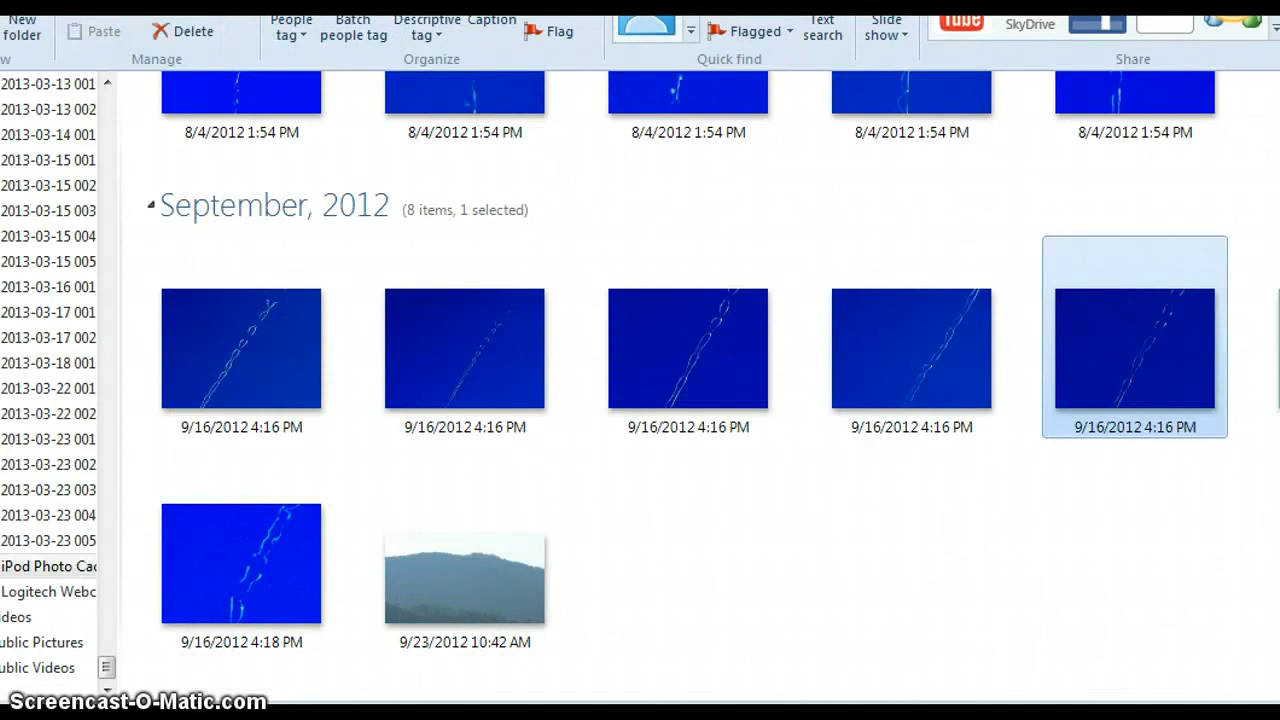 New
folder
Paste
Delete
People
tag
Batch
people tag
Descriptive
tag
Caption
Flag
Flagged
Text
search
Slide
show
Tube
SkyDrive
w
Manage
Organize
Quick find
Share
2013-03-13 001
2013-03-13 002
2013-03-14 001
2013-03-15 001
2013-03-15 002
2013-03-15 003
2013-03-15 004
2013-03-15 005
2013-03-16 001
2013-03-17 001
2013-03-17 002
2013-03-18 001
2013-03-22 001
2013-03-22 002
2013-03-23 001
2013-03-23 002
2013-03-23 003
2013-03-23 004
2013-03-23 005
iPod Photo Cac
Logitech Webc
ideos
ublic Pictures
ublic Videos
8/4/2012 1:54 PM
8/4/2012 1:54 PM
8/4/2012 1:54 PM
8/4/2012 1:54 PM
8/4/2012 1:54 PM
September, 2012 (8 items, 1 selected)
9/16/2012 4:16 PM
9/16/2012 4:16 PM
9/16/2012 4:16 PM
9/16/2012 4:16 PM
9/16/2012 4:16 PM
9/16/2012 4:18 PM
9/23/2012 10:42 AM
Screencast-O-Matic.com